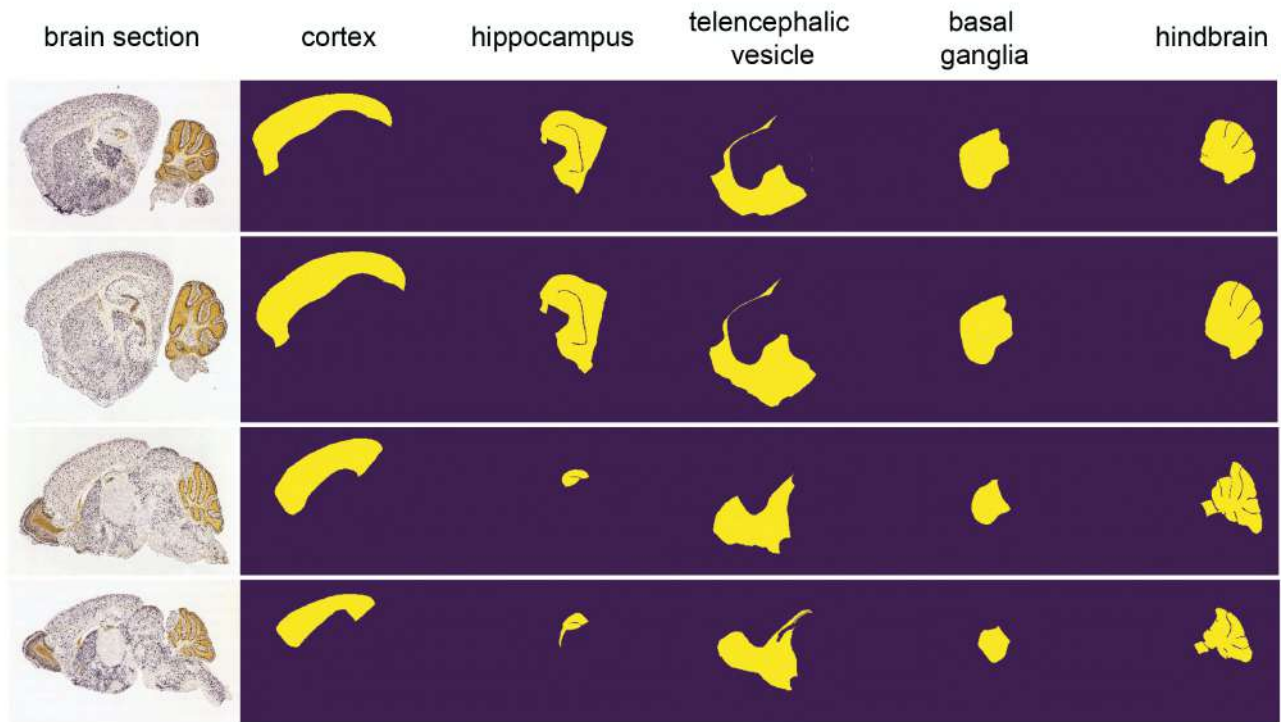 brain section
cortex
hippocampus
telencephalic
vesicle
basal
ganglia
hindbrain